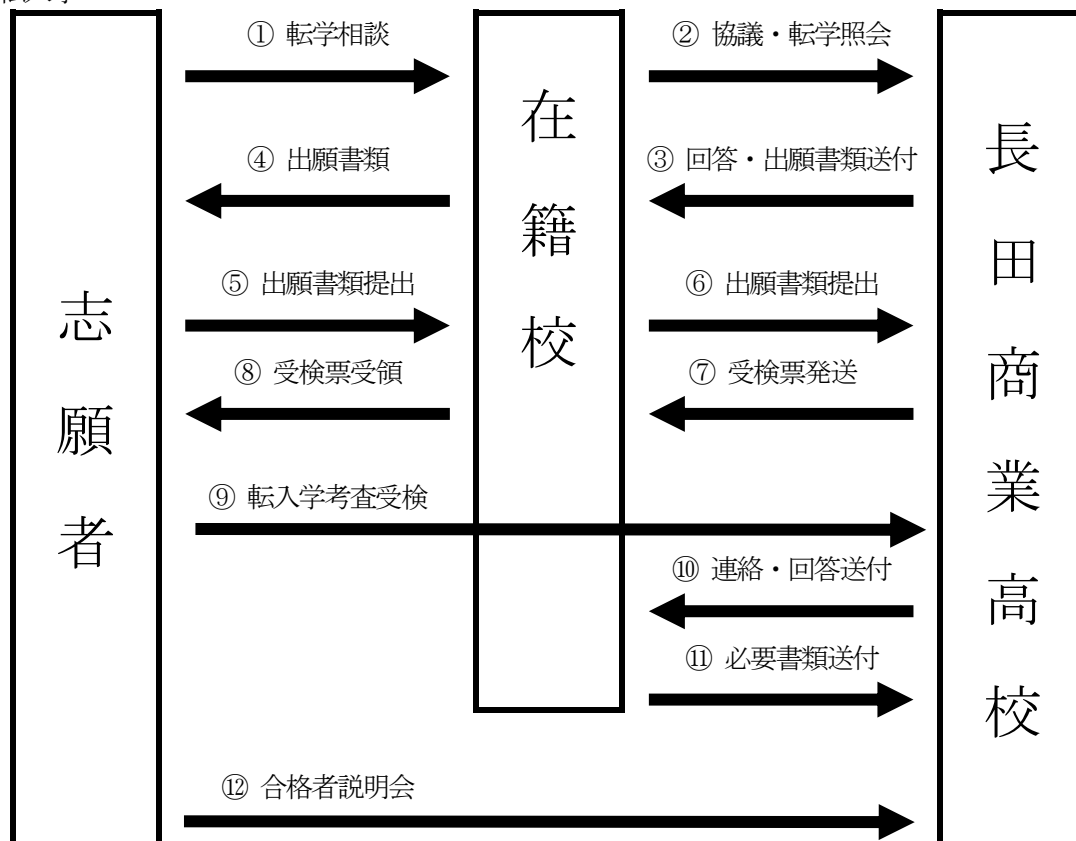 ① 転学相談
② 協議・転学照会
④ 出願書類
③ 回答・出願書類送付
⑤ 出願書類提出
⑥ 出願書類提出
⑧ 受検票受領
⑦ 受検票発送
⑨ 転入学考査受検
⑩ 連絡・回答送付
⑪ 必要書類送付
⑫ 合格者説明会
志願者
在籍校
長田商業高校